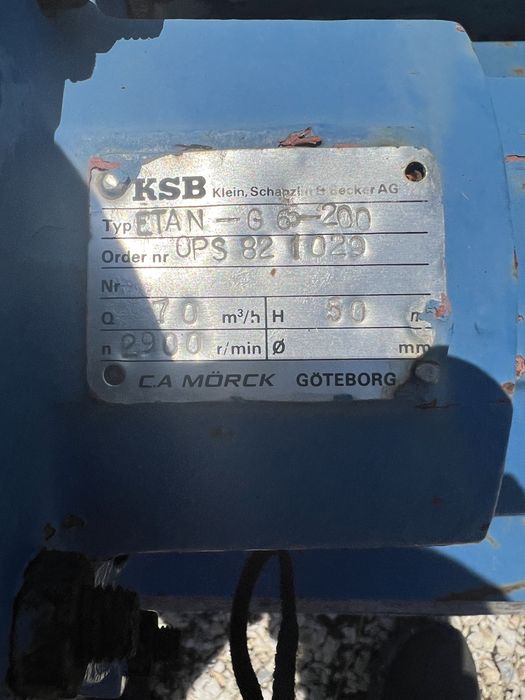 KSB Klein, Schanzlin & Becker AG
Typ ETAN - G 65-200
Order nr OPS 82 1029
Nr
Q 70 m³/h H 50 m
n 2900 r/min Ø mm
C.A MÖRCK GÖTEBORG